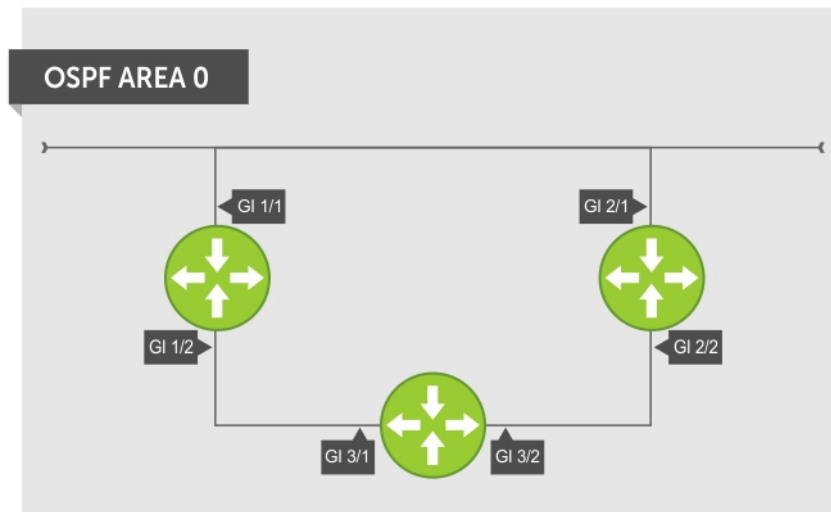 OSPF AREA 0
GI 1/1
GI 2/1
GI 1/2
GI 2/2
GI 3/1
GI 3/2